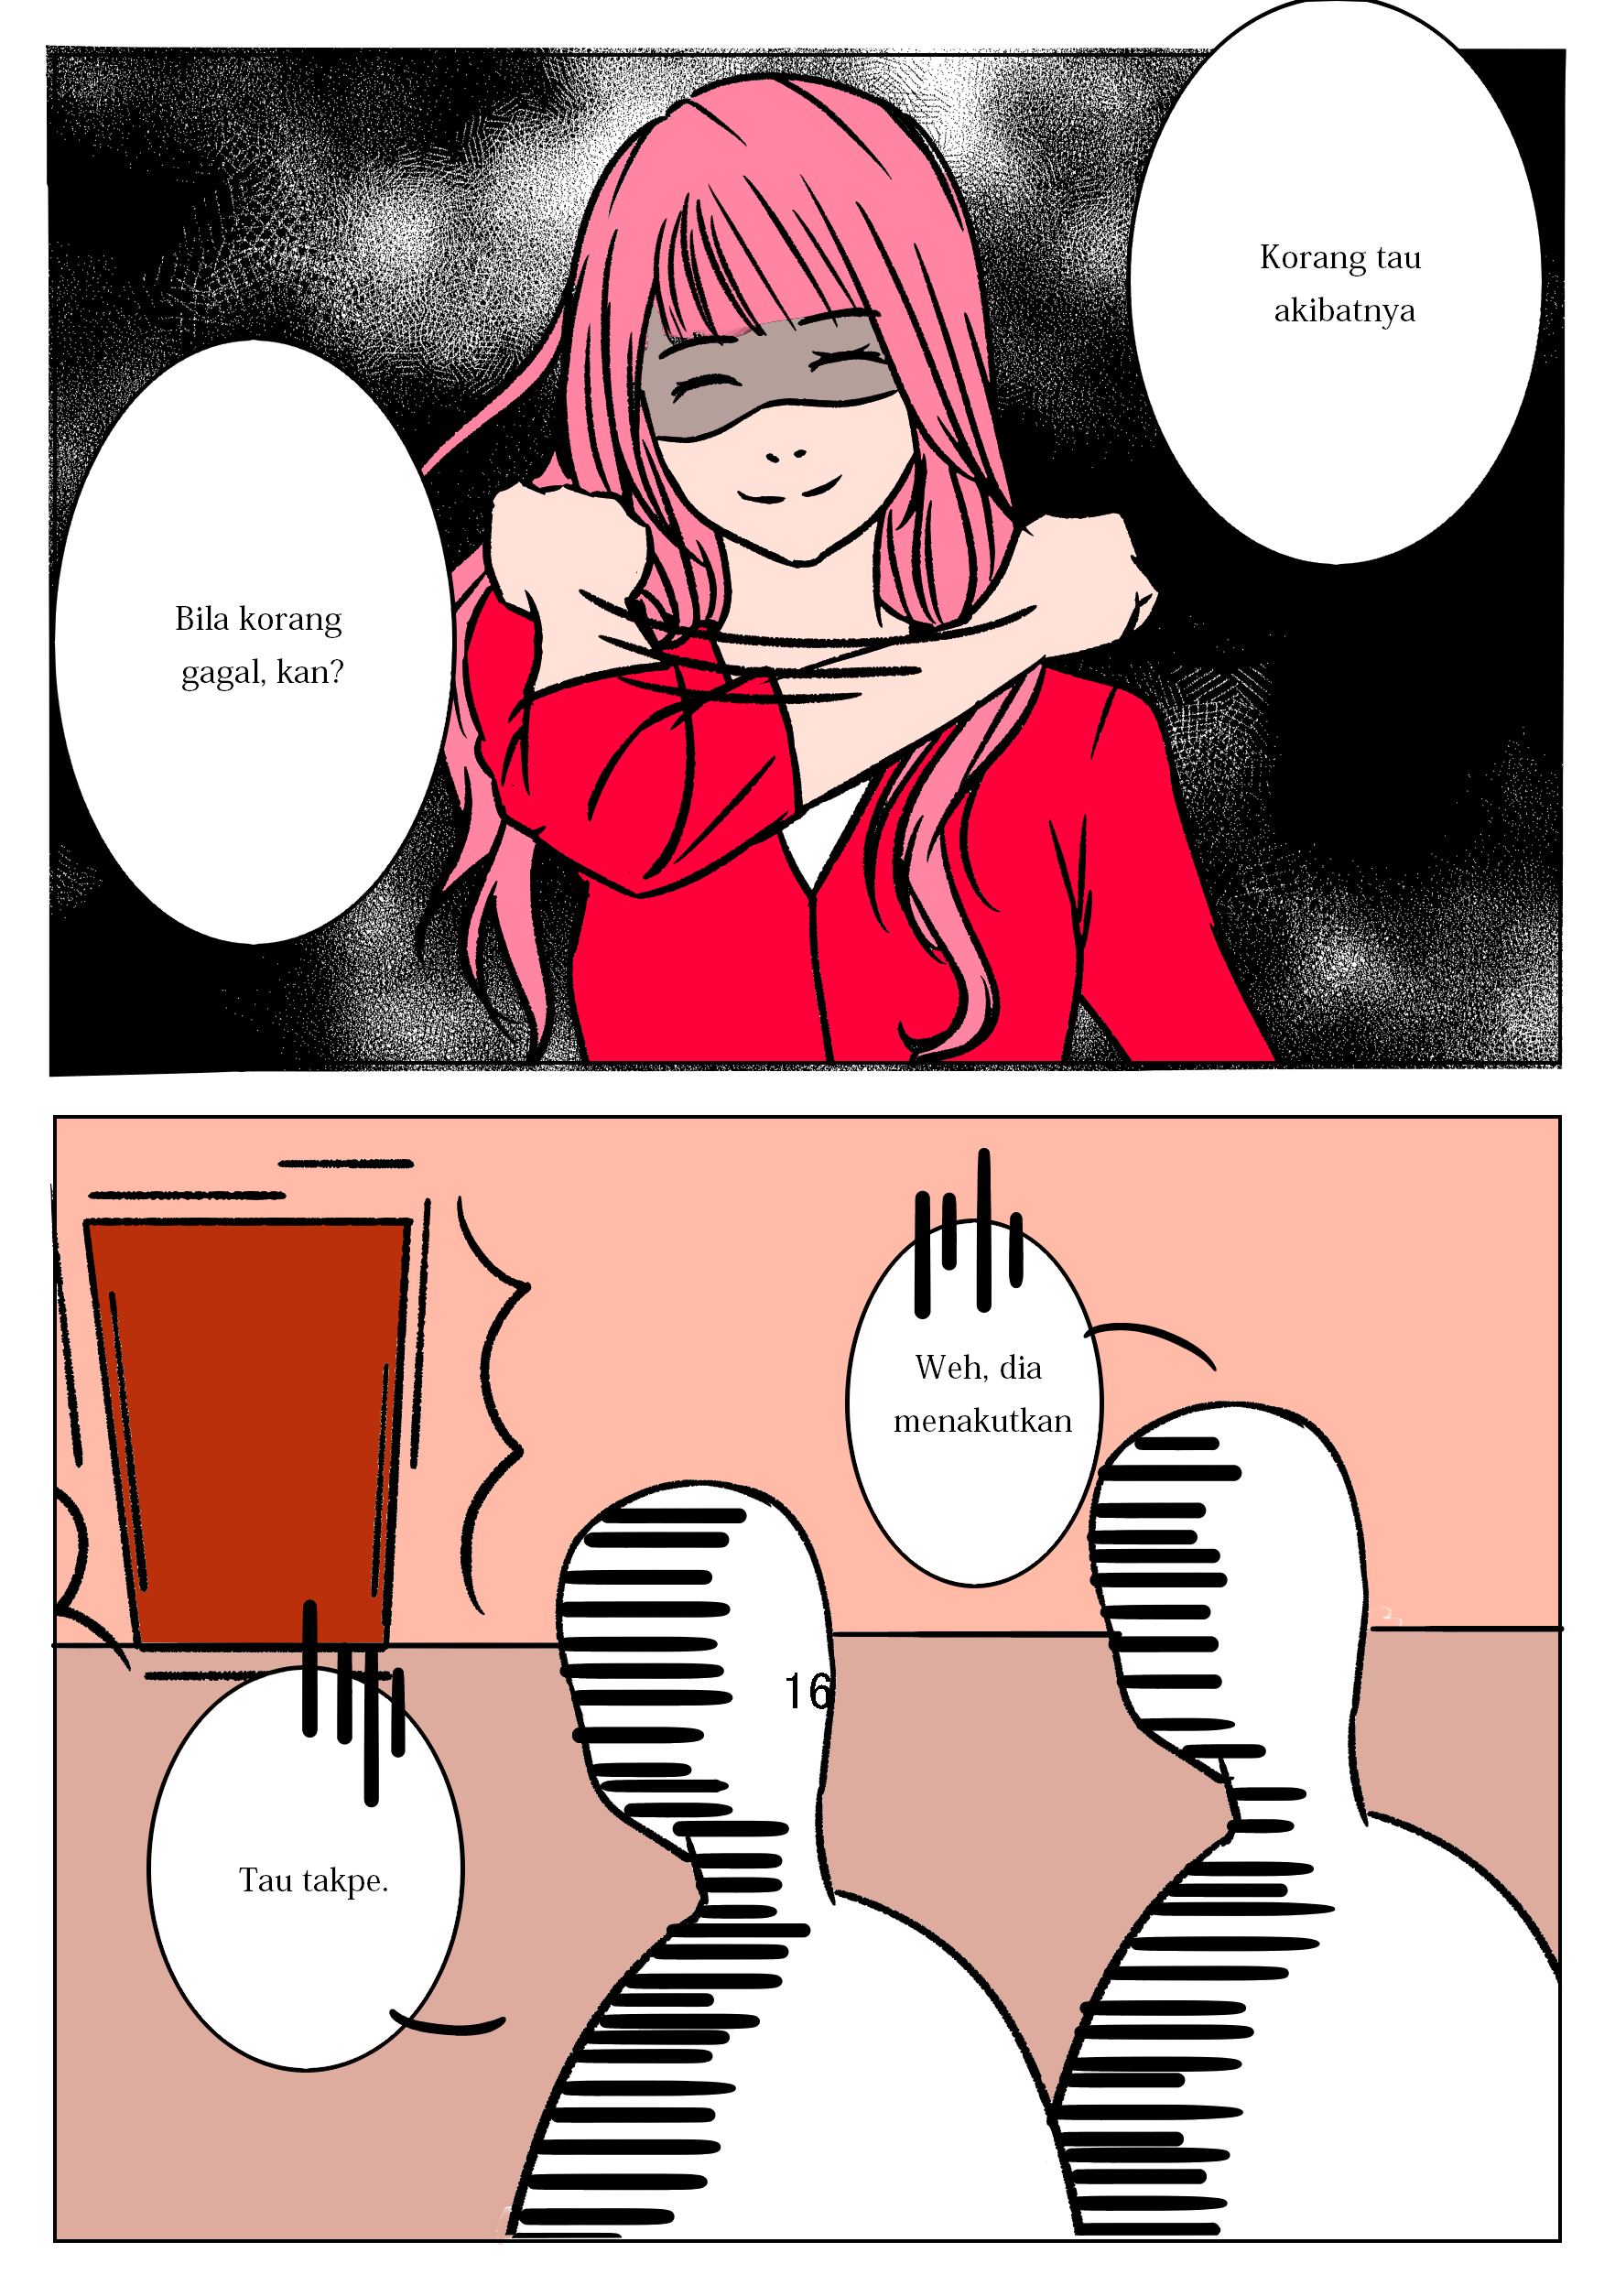 Korang tau
akibatnya
Bila korang
gagal, kan?
Weh, dia
menakutkan
Tau takpe.
16